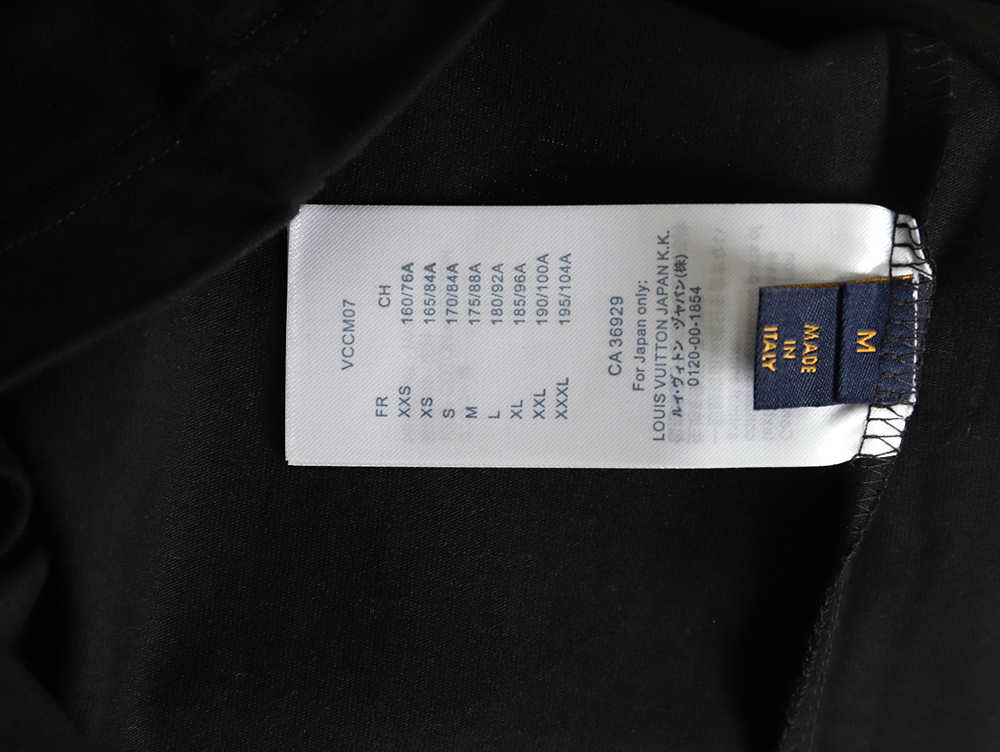 VCCM07
FR CH
XXS 160/76A
XS 165/84A
S 170/84A
M 175/88A
L 180/92A
XL 185/96A
XXL 190/100A
XXXL 195/104A
CA 36929
For Japan only:
LOUIS VUITTON JAPAN K.K.
ルイ・ヴィトン ヅャパン(株)
0120-00-1854
MADE
IN
ITALY
M